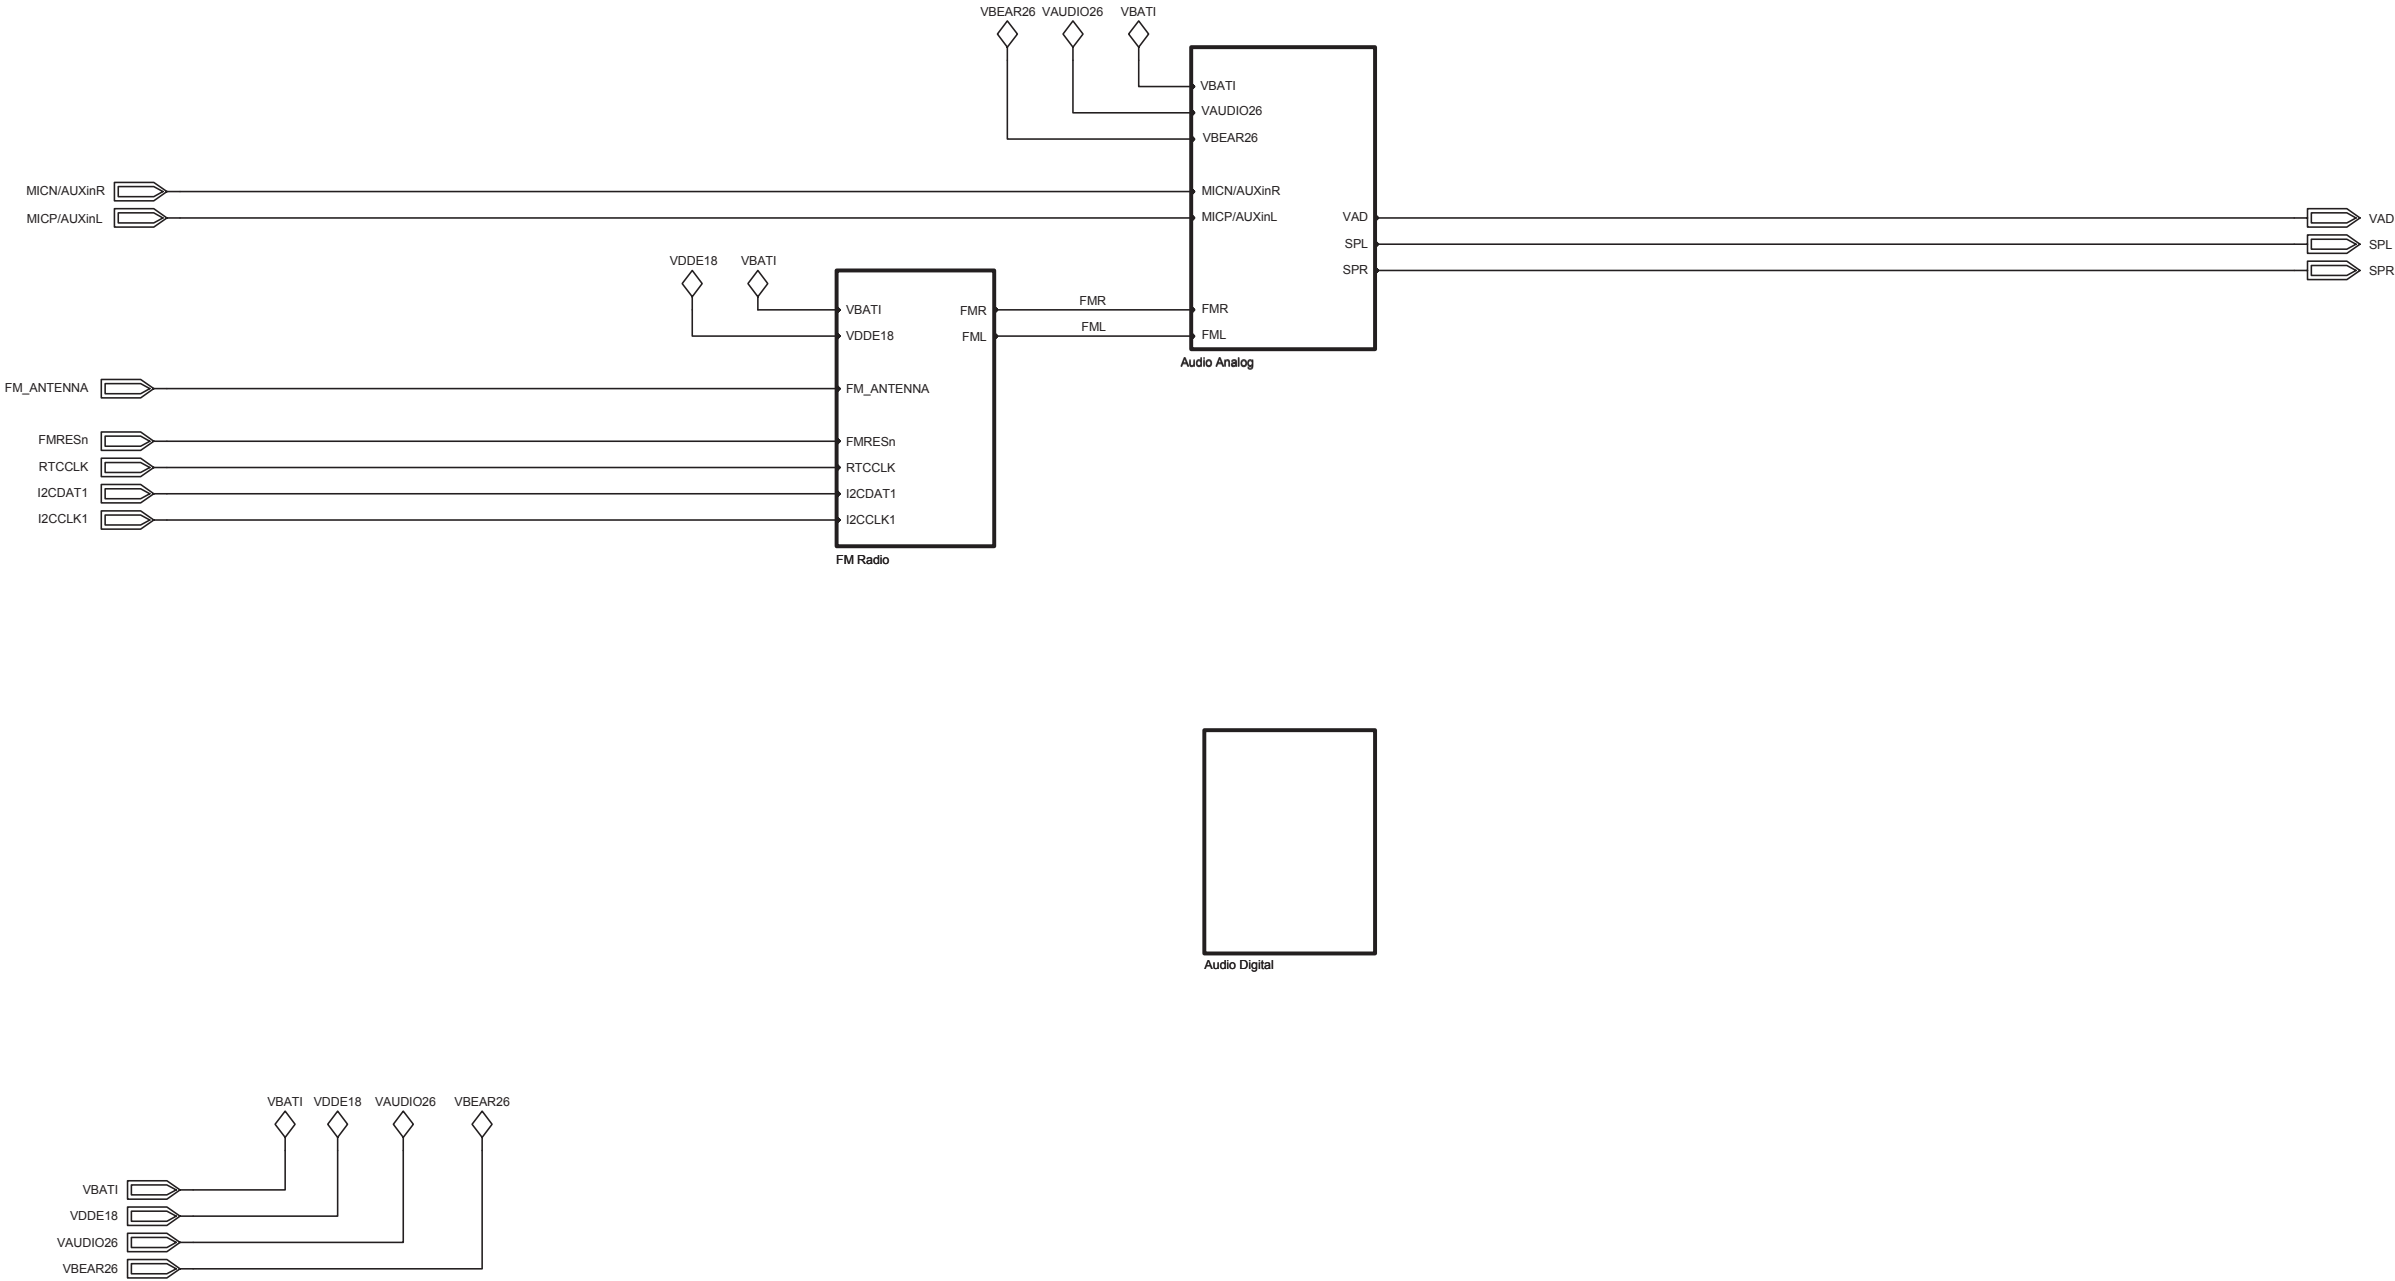 VBEAR26 VAUDIO26 VBATI
VBATI
VAUDIO26
VBEAR26
MICN/AUXinR MICN/AUXinR
MICP/AUXinL MICP/AUXinL VAD VAD
SPL SPL
SPR SPR
VDDE18 VBATI
VBATI FMR FMR FMR
VDDE18 FML FML FML
Audio Analog
FM_ANTENNA FM_ANTENNA
FMRESn FMRESn
RTCCLK RTCCLK
I2CDAT1 I2CDAT1
I2CCLK1 I2CCLK1
FM Radio
Audio Digital
VBATI VDDE18 VAUDIO26 VBEAR26
VBATI
VDDE18
VAUDIO26
VBEAR26